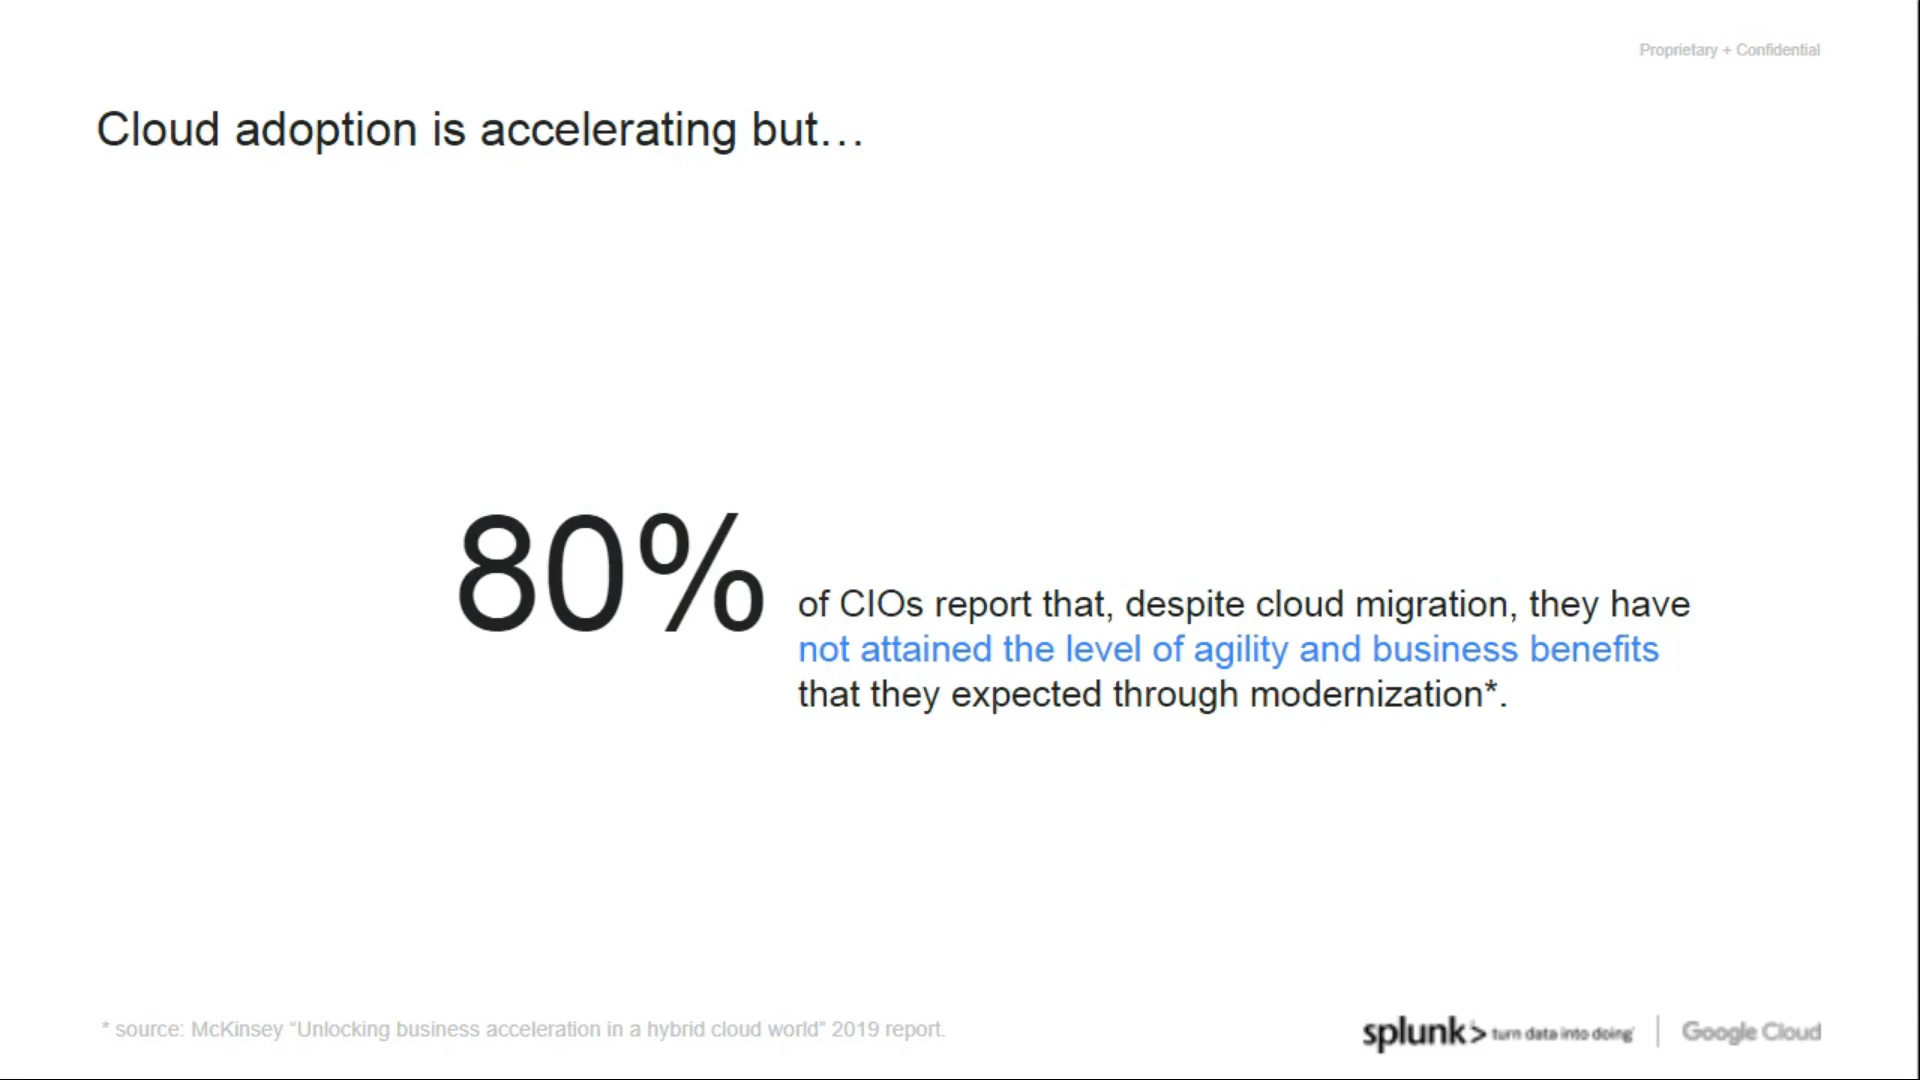 Proprietary + Confidential
Cloud adoption is accelerating but…
80%
of CIOs report that, despite cloud migration, they have
not attained the level of agility and business benefits
that they expected through modernization*.
* source: McKinsey “Unlocking business acceleration in a hybrid cloud world” 2019 report.
splunk> turn data into doing
Google Cloud